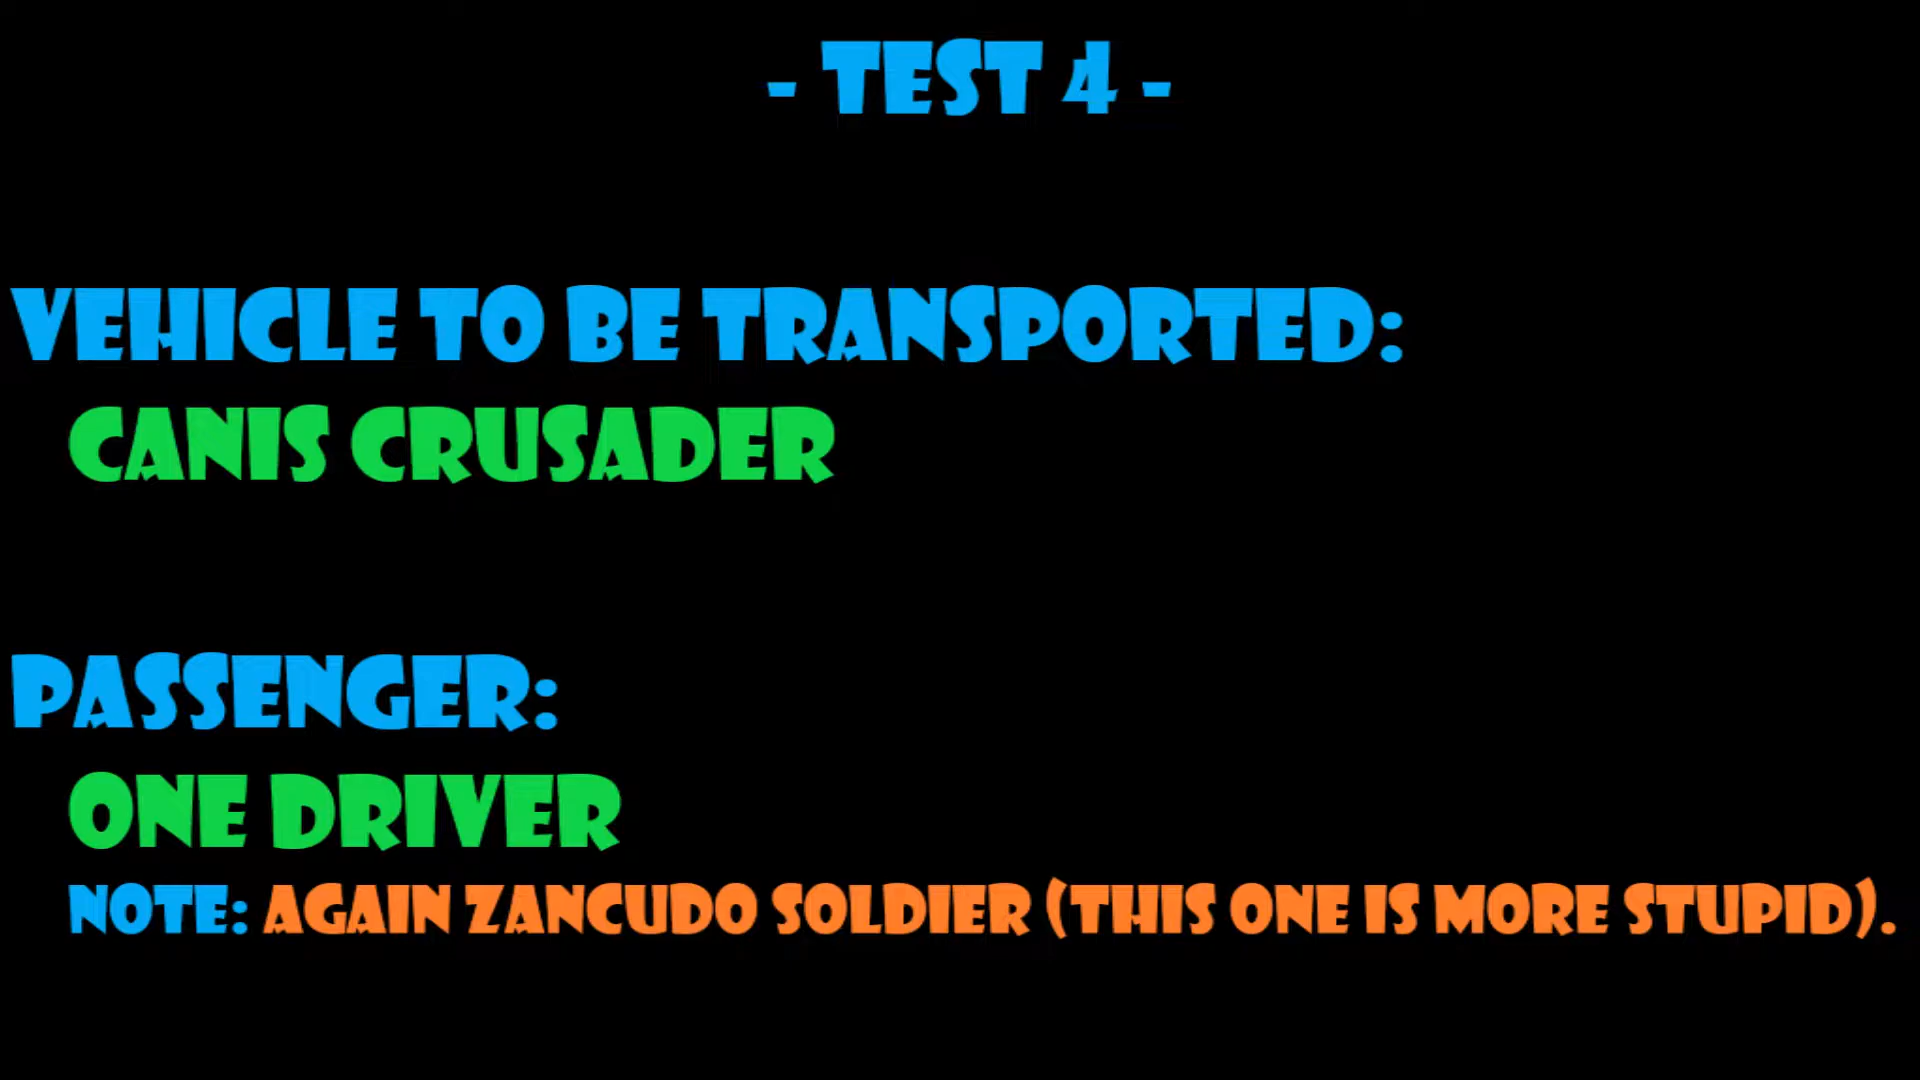 - TEST 4 -
VEHICLE TO BE TRANSPORTED:
CANIS CRUSADER
PASSENGER:
ONE DRIVER
NOTE: AGAIN ZANCUDO SOLDIER (THIS ONE IS MORE STUPID).